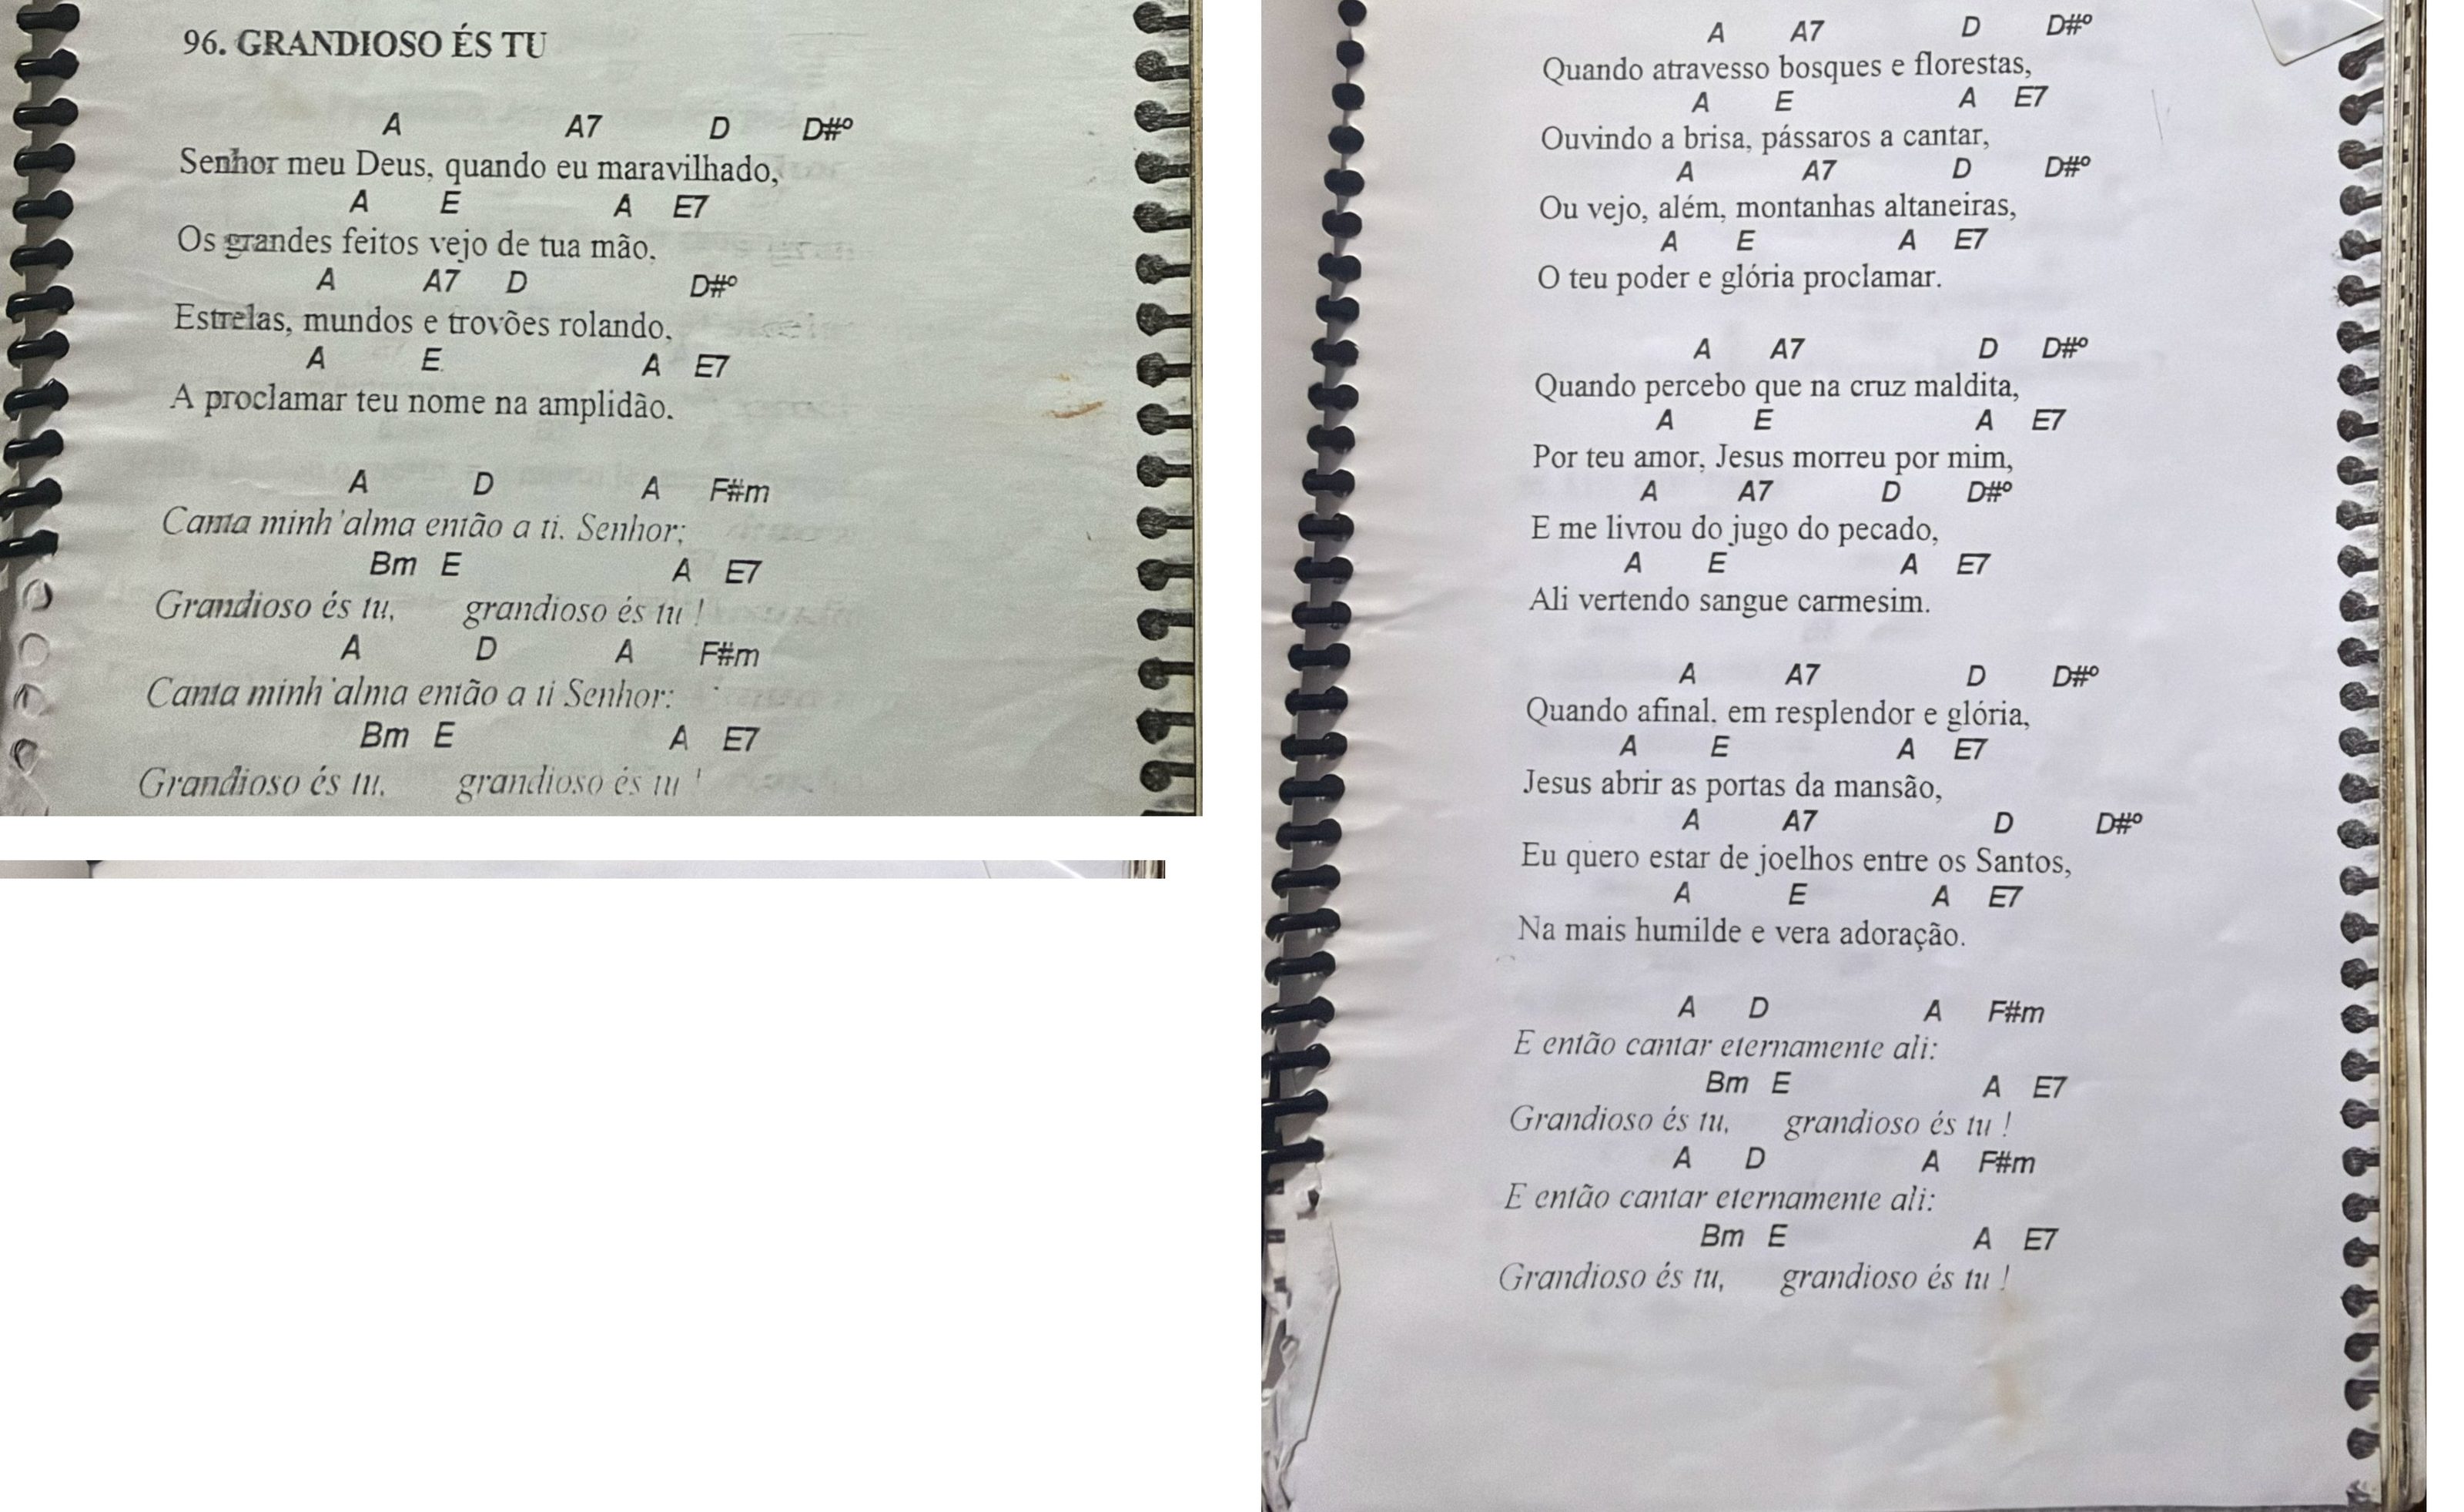 96. GRANDIOSO ÉS TU
A A7 D D#º
Senhor meu Deus, quando eu maravilhado,
A E A E7
Os grandes feitos vejo de tua mão,
A A7 D D#º
Estrelas, mundos e trovões rolando,
A E A E7
A proclamar teu nome na amplidão.
A D A F#m
Canta minh'alma então a ti, Senhor;
Bm E A E7
Grandioso és tu, grandioso és tu !
A D A F#m
Canta minh'alma então a ti Senhor:
Bm E A E7
Grandioso és tu, grandioso és tu !
A A7 D D#º
Quando atravesso bosques e florestas,
A E A E7
Ouvindo a brisa, pássaros a cantar,
A A7 D D#º
Ou vejo, além, montanhas altaneiras,
A E A E7
O teu poder e glória proclamar.
A A7 D D#º
Quando percebo que na cruz maldita,
A E A E7
Por teu amor, Jesus morreu por mim,
A A7 D D#º
E me livrou do jugo do pecado,
A E A E7
Ali vertendo sangue carmesim.
A A7 D D#º
Quando afinal, em resplendor e glória,
A E A E7
Jesus abrir as portas da mansão,
A A7 D D#º
Eu quero estar de joelhos entre os Santos,
A E A E7
Na mais humilde e vera adoração.
A D A F#m
E então cantar eternamente ali:
Bm E A E7
Grandioso és tu, grandioso és tu !
A D A F#m
E então cantar eternamente ali:
Bm E A E7
Grandioso és tu, grandioso és tu !